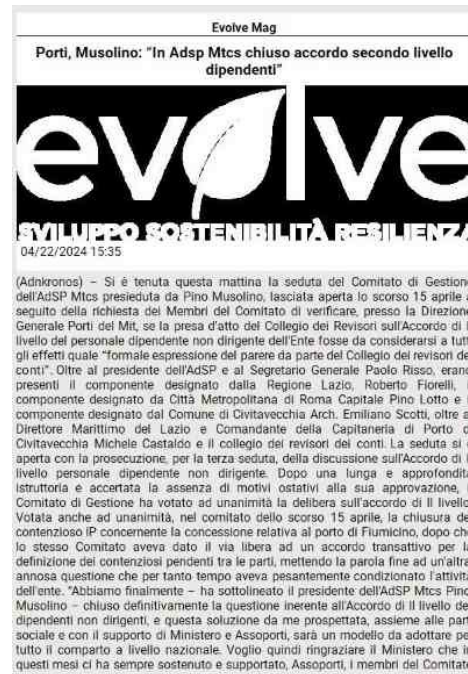 Evolve Mag
Porti, Musolino: "In Adsp Mtcs chiuso accordo secondo livello
dipendenti"
evolve
SVILUPPO SOSTENIBILITÀ RESILIENZA
04/22/2024 15:35
(Adnkronos) – Si è tenuta questa mattina la seduta del Comitato di Gestione
dell'AdSP Mtcs presieduta da Pino Musolino, lasciata aperta lo scorso 15 aprile
seguito della richiesta dei Membri del Comitato di verificare, presso la Direzione
Generale Porti del Mit, se la presa d'atto del Collegio dei Revisori sull'Accordo di
livello del personale dipendente non dirigente dell'Ente fosse da considerarsi a tutt
gli effetti quale "formale espressione del parere da parte del Collegio dei revisori de
conti". Oltre al presidente dell'AdSP e al Segretario Generale Paolo Risso, erano
presenti il componente designato dalla Regione Lazio, Roberto Fiorelli,
componente designato da Città Metropolitana di Roma Capitale Pino Lotto e
componente designato dal Comune di Civitavecchia Arch. Emiliano Scotti, oltre a
Direttore Marittimo del Lazio e Comandante della Capitaneria di Porto d
Civitavecchia Michele Castaldo e il collegio dei revisori dei conti. La seduta si
aperta con la prosecuzione, per la terza seduta, della discussione sull'Accordo di
livello personale dipendente non dirigente. Dopo una lunga e approfondita
istruttoria e accertata la assenza di motivi ostativi alla sua approvazione,
Comitato di Gestione ha votato ad unanimità la delibera sull'accordo di II livello
Votata anche ad unanimità, nel comitato dello scorso 15 aprile, la chiusura de
contenzioso IP concernente la concessione relativa al porto di Fiumicino, dopo che
lo stesso Comitato aveva dato il via libera ad un accordo transattivo per la
definizione dei contenziosi pendenti tra le parti, mettendo la parola fine ad un'altra
annosa questione che per tanto tempo aveva pesantemente condizionato l'attività
dell'ente. "Abbiamo finalmente – ha sottolineato il presidente dell'AdSP Mtcs Pino
Musolino – chiuso definitivamente la questione inerente all'Accordo di II livello de
dipendenti non dirigenti, e questa soluzione da me prospettata, assieme alle part
sociale e con il supporto di Ministero e Assoporti, sarà un modello da adottare pe
tutto il comparto a livello nazionale. Voglio quindi ringraziare il Ministero che i
questi mesi ci ha sempre sostenuto e supportato, Assoporti, i membri del Comitato